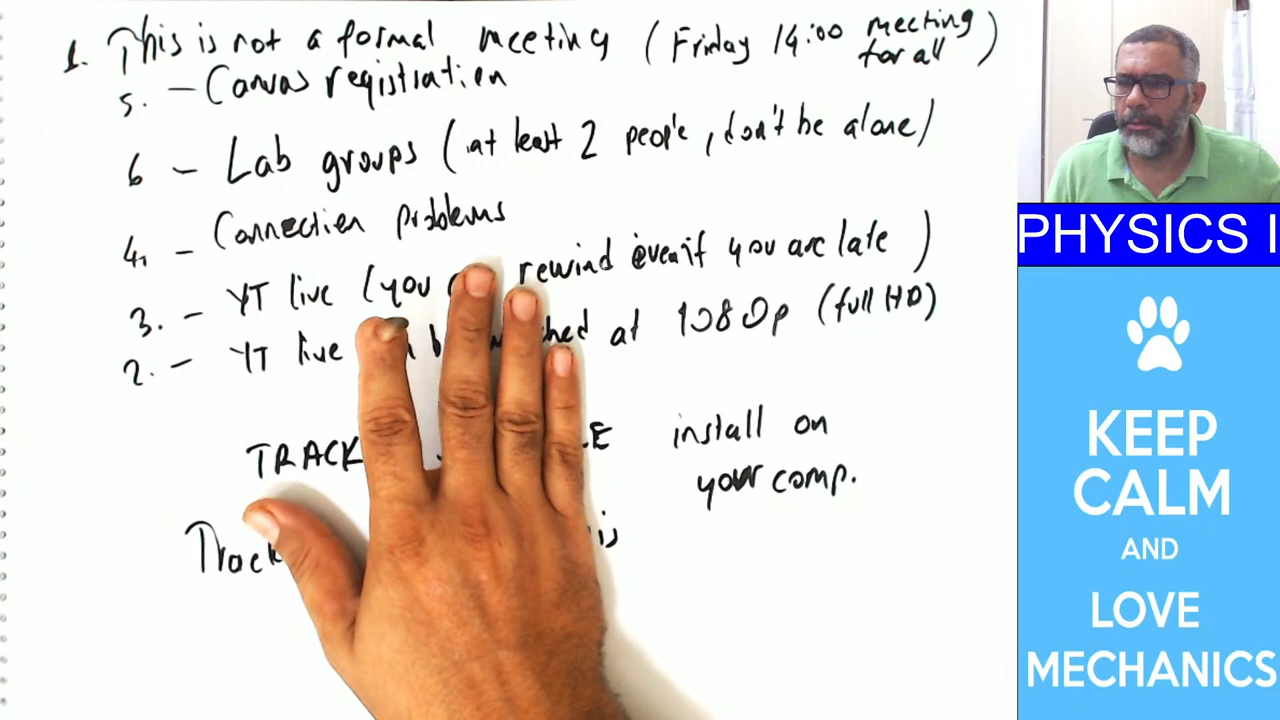 1. This is not a formal meeting (Friday 14:00 meeting for all)
5. - Canvas registration
6 - Lab groups (at least 2 people, don't be alone)
4. - Connection problems
3. - YT live (you rewind even if you are late)
2. - YT live at 1080p (full HD)
install on
your comp.
PHYSICS I
KEEP
CALM
AND
LOVE
MECHANICS